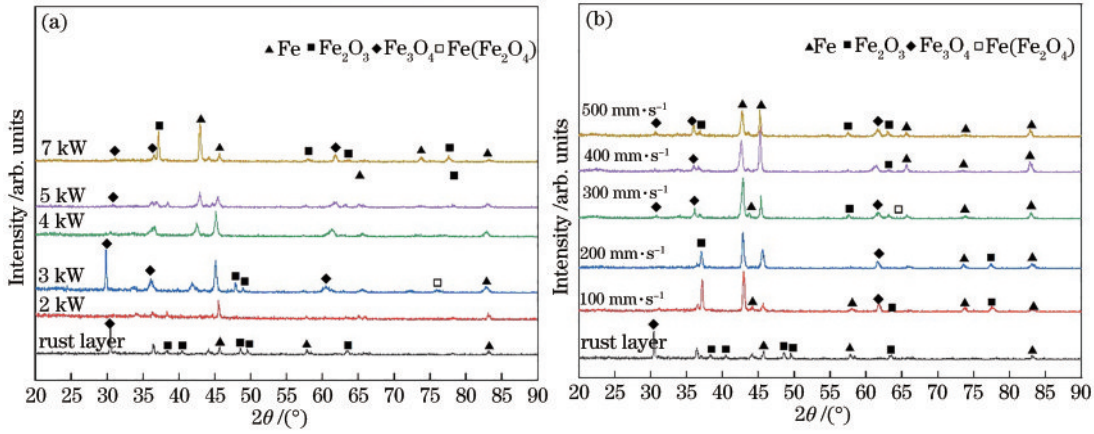 (a)
▲Fe ■Fe₂O₃ ◆Fe₃O₄ □Fe(Fe₂O₄)
7 kW
5 kW
4 kW
3 kW
2 kW
rust layer
Intensity /arb. units
20 25 30 35 40 45 50 55 60 65 70 75 80 85 90
2θ /(°)
(b)
▲Fe ■Fe₂O₃ ◆Fe₃O₄ □Fe(Fe₂O₄)
500 mm·s⁻¹
400 mm·s⁻¹
300 mm·s⁻¹
200 mm·s⁻¹
100 mm·s⁻¹
rust layer
Intensity /arb. units
20 25 30 35 40 45 50 55 60 65 70 75 80 85 90
2θ /(°)